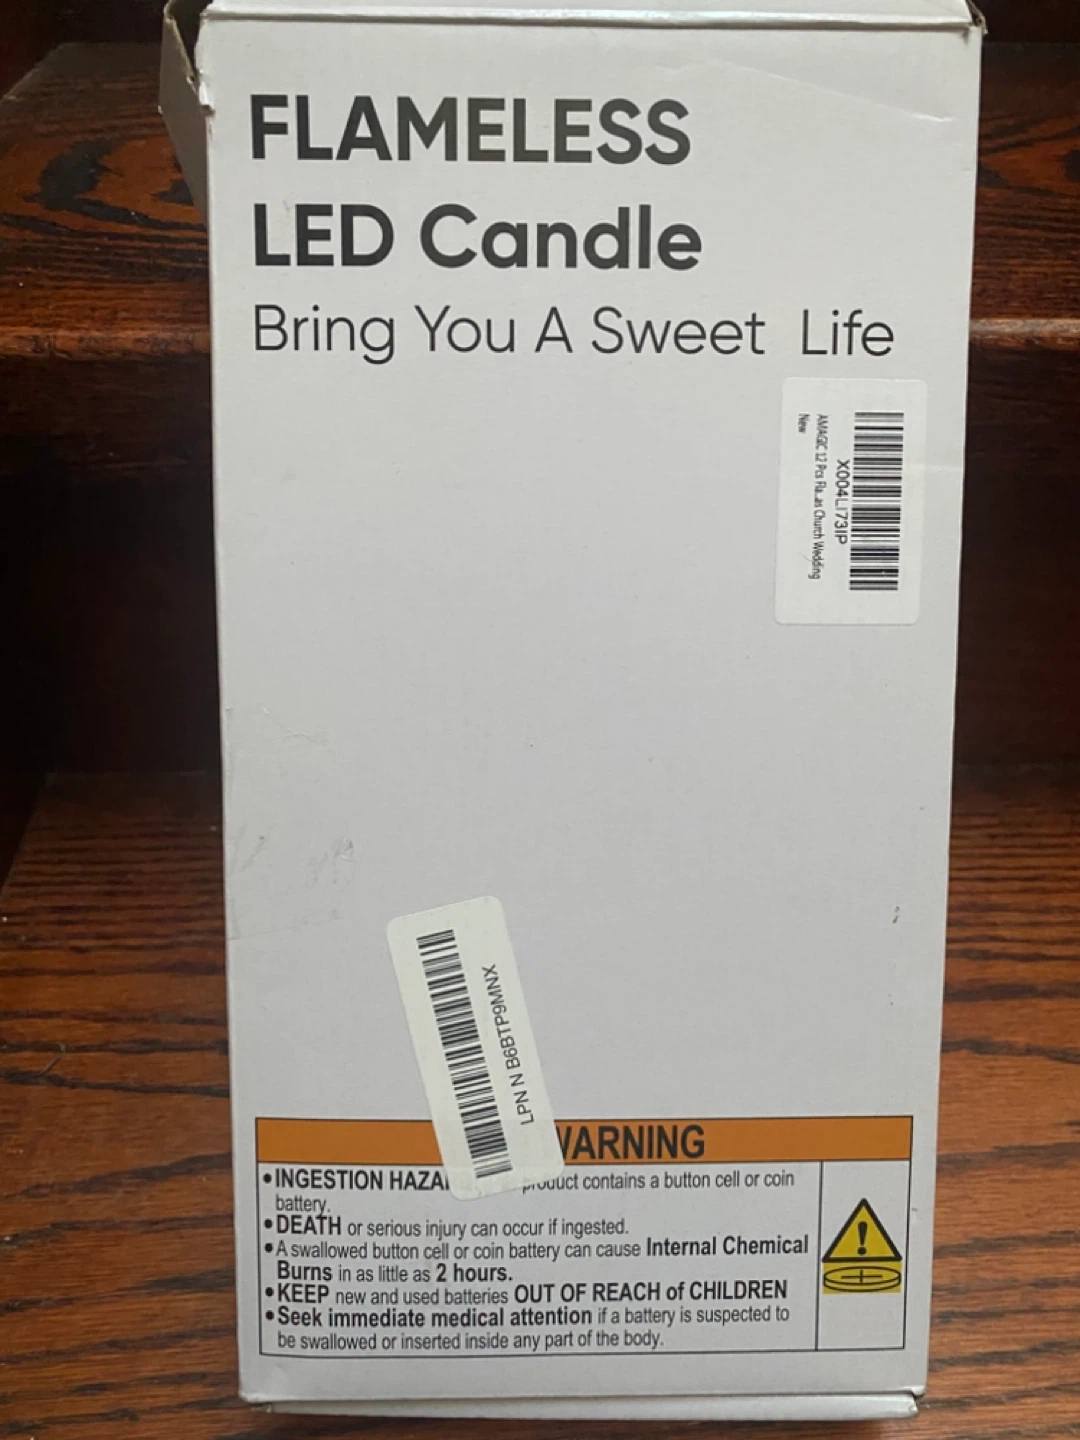 FLAMELESS
LED Candle
Bring You A Sweet Life
X004LI73IP
AMAGIC 12 Pcs Fla...as Church Wedding
New
LPN N B6BTP9MNX
WARNING
• INGESTION HAZA product contains a button cell or coin
battery.
• DEATH or serious injury can occur if ingested.
• A swallowed button cell or coin battery can cause Internal Chemical
Burns in as little as 2 hours.
• KEEP new and used batteries OUT OF REACH of CHILDREN
• Seek immediate medical attention if a battery is suspected to
be swallowed or inserted inside any part of the body.